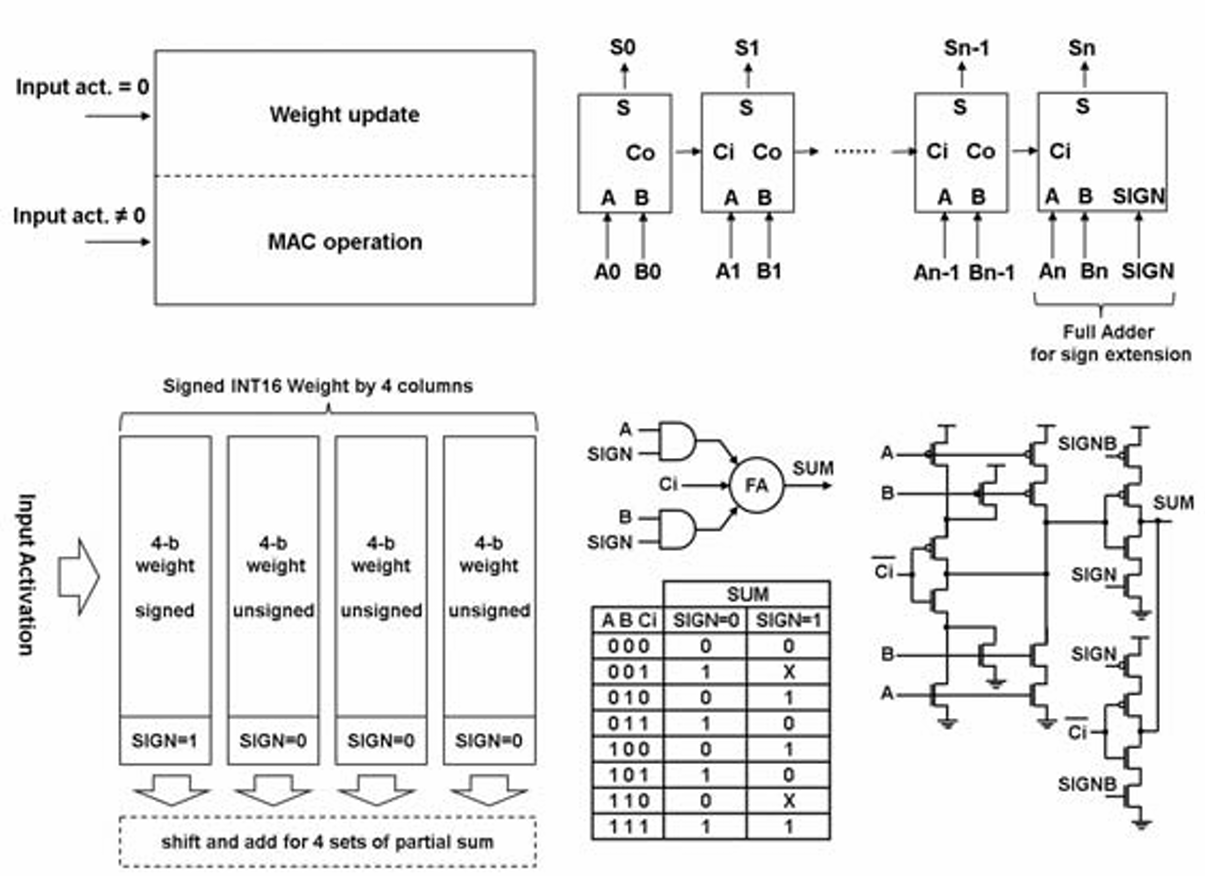 Input act. = 0
Weight update
Input act. ≠ 0
MAC operation
S0 S1 Sn-1 Sn
S S S S
Co Ci Co ...... Ci Co Ci
A B A B A B A B SIGN
A0 B0 A1 B1 An-1 Bn-1 An Bn SIGN
Full Adder
for sign extension
Signed INT16 Weight by 4 columns
Input Activation
4-b 4-b 4-b 4-b
weight weight weight weight
signed unsigned unsigned unsigned
SIGN=1 SIGN=0 SIGN=0 SIGN=0
shift and add for 4 sets of partial sum
A
SIGN
Ci FA SUM
B
SIGN
SUM
A B Ci SIGN=0 SIGN=1
0 0 0 0 0
0 0 1 1 X
0 1 0 0 1
0 1 1 1 0
1 0 0 0 1
1 0 1 1 0
1 1 0 0 X
1 1 1 1 1
A
B
Ci
B
A
SIGNB
SUM
SIGN
SIGN
Ci
SIGNB